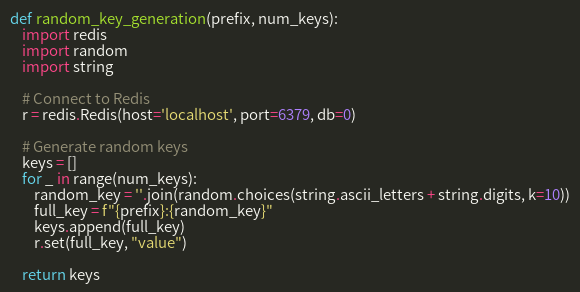 def random_key_generation(prefix, num_keys):
    import redis
    import random
    import string

    # Connect to Redis
    r = redis.Redis(host='localhost', port=6379, db=0)

    # Generate random keys
    keys = []
    for _ in range(num_keys):
        random_key = ''.join(random.choices(string.ascii_letters + string.digits, k=10))
        full_key = f"{prefix}:{random_key}"
        keys.append(full_key)
        r.set(full_key, "value")

    return keys